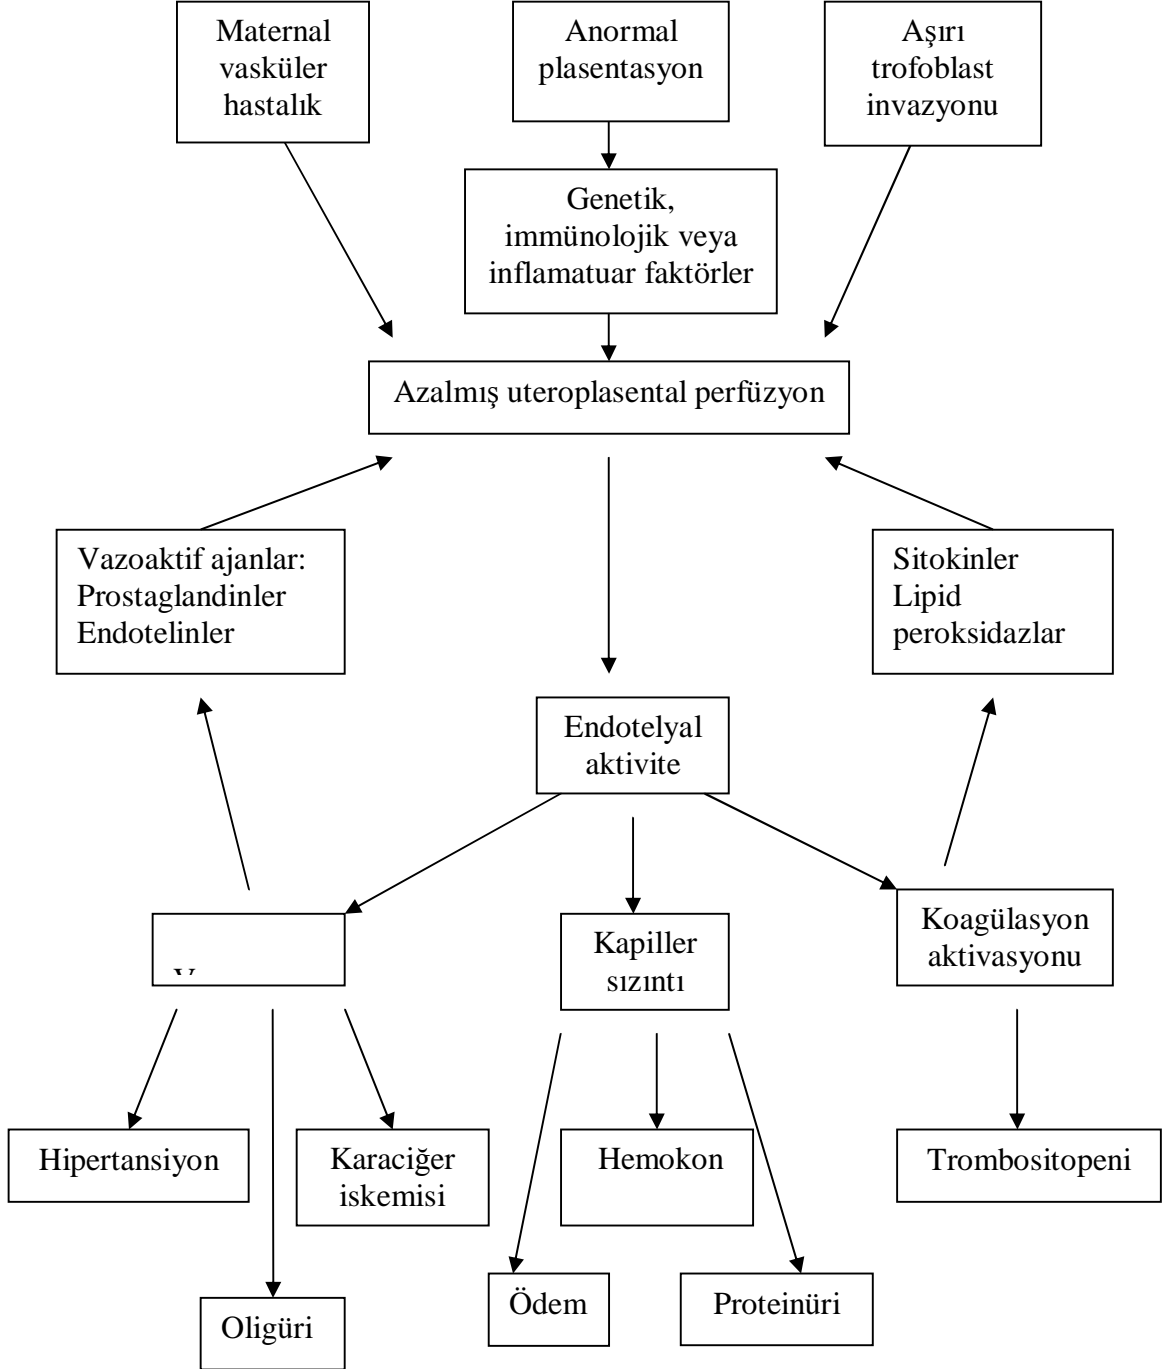 Maternal
vasküler
hastalık
Anormal
plasentasyon
Aşırı
trofoblast
invazyonu
Genetik,
immünolojik veya
inflamatuar faktörler
Azalmış uteroplasental perfüzyon
Vazoaktif ajanlar:
Prostaglandinler
Endotelinler
Sitokinler
Lipid
peroksidazlar
Endotelyal
aktivite
Kapiller
sızıntı
Koagülasyon
aktivasyonu
Hipertansiyon
Karaciğer
iskemisi
Hemokon
Trombositopeni
Oligüri
Ödem
Proteinüri